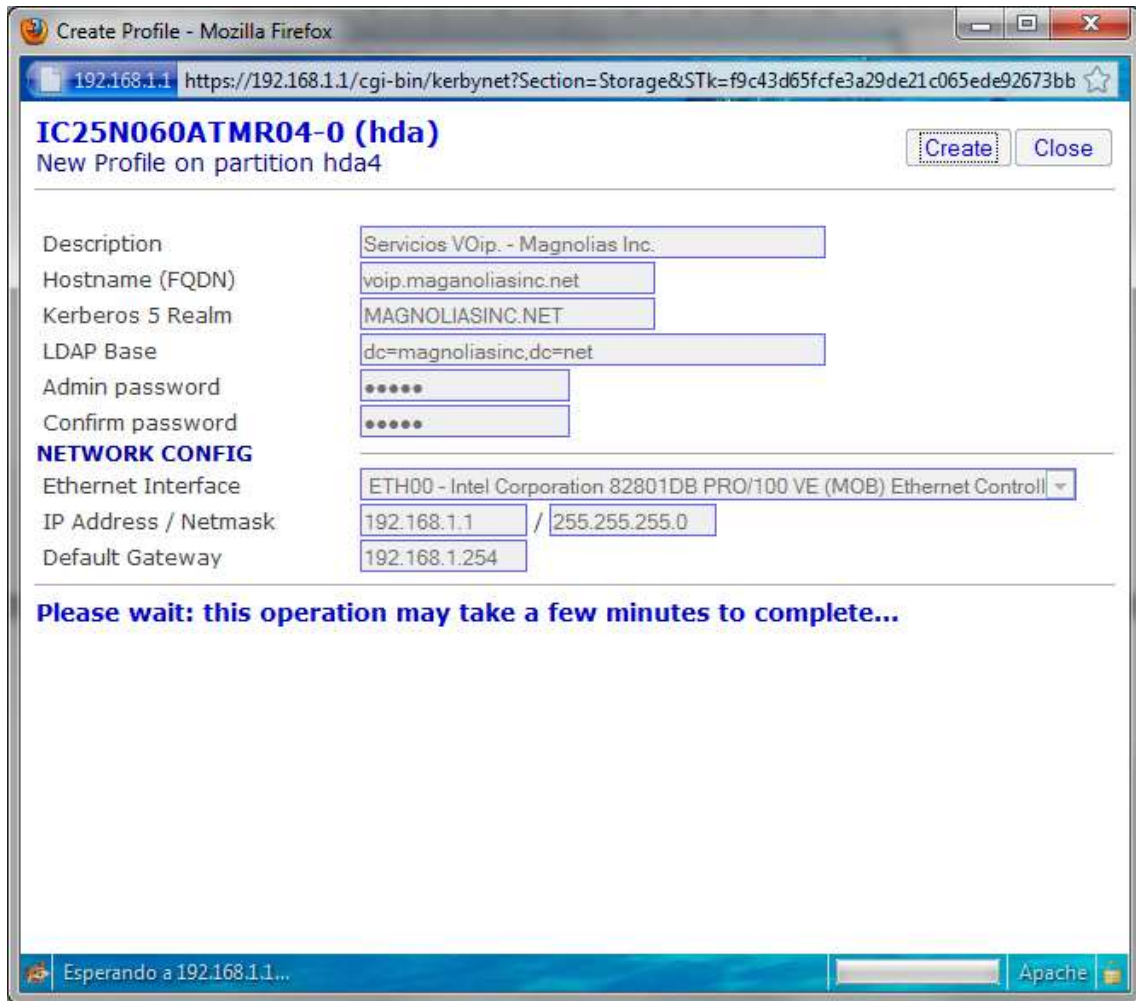 Create Profile - Mozilla Firefox
192.168.1.1 https://192.168.1.1/cgi-bin/kerbynet?Section=Storage&STk=f9c43d65fcfe3a29de21c065ede92673bb
IC25N060ATMR04-0 (hda)
New Profile on partition hda4
Create Close
Description Servicios VOip. - Magnolias Inc.
Hostname (FQDN) voip.maganoliasinc.net
Kerberos 5 Realm MAGNOLIASINC.NET
LDAP Base dc=magnoliasinc,dc=net
Admin password •••••
Confirm password •••••
NETWORK CONFIG
Ethernet Interface ETH00 - Intel Corporation 82801DB PRO/100 VE (MOB) Ethernet Controll
IP Address / Netmask 192.168.1.1 / 255.255.255.0
Default Gateway 192.168.1.254
Please wait: this operation may take a few minutes to complete...
Esperando a 192.168.1.1... Apache